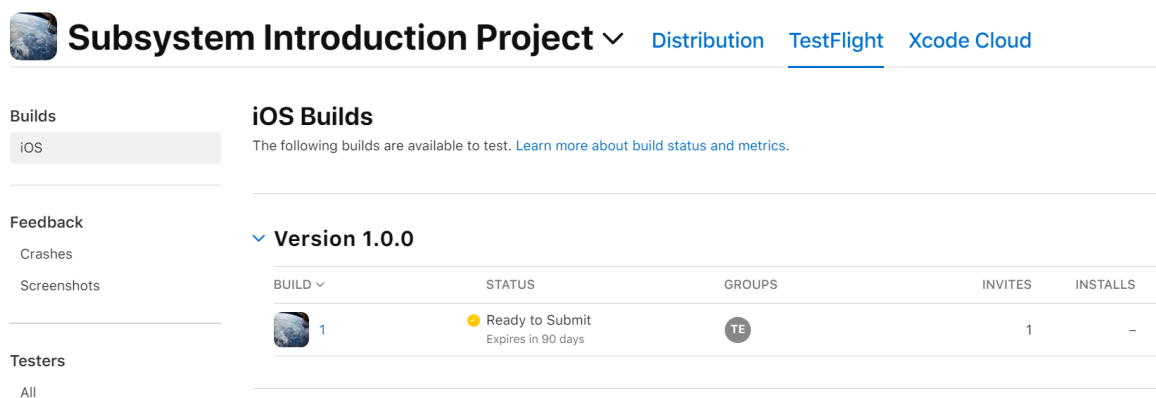 Subsystem Introduction Project Distribution TestFlight Xcode Cloud
Builds
iOS
Feedback
Crashes
Screenshots
Testers
All
iOS Builds
The following builds are available to test. Learn more about build status and metrics.
Version 1.0.0
BUILD STATUS GROUPS INVITES INSTALLS
1 Ready to Submit TE 1 –
Expires in 90 days